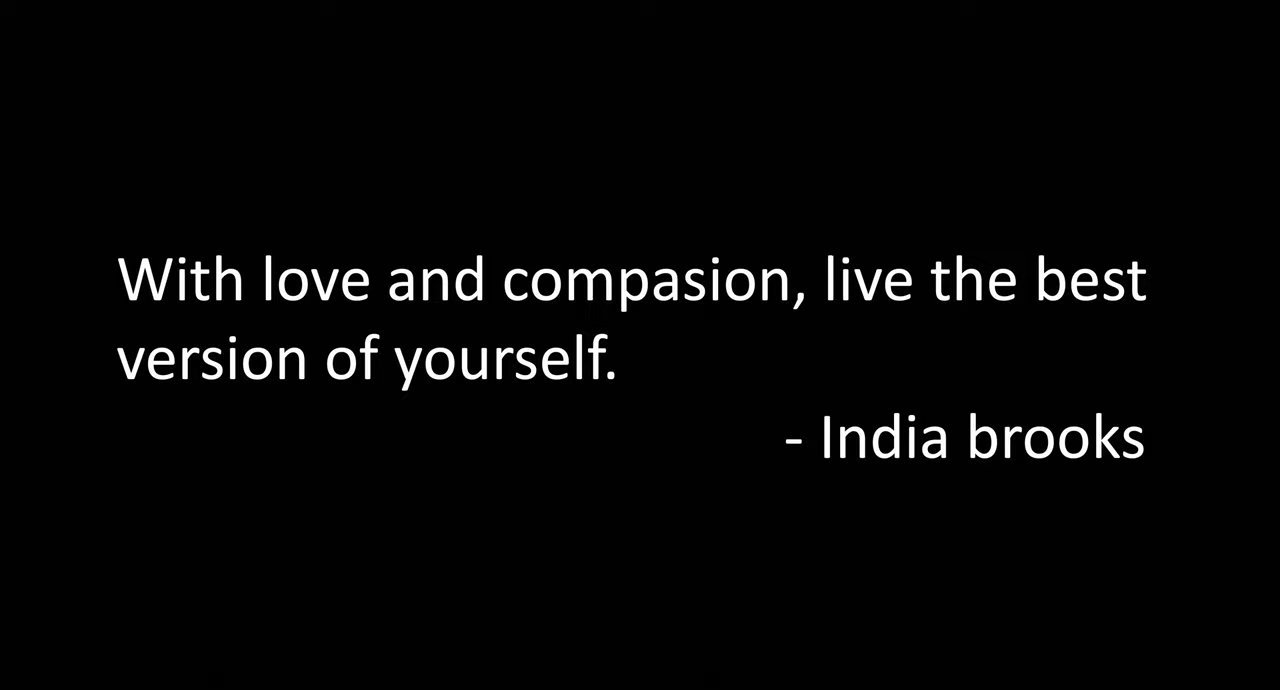 With love and compasion, live the best
version of yourself.
- India brooks